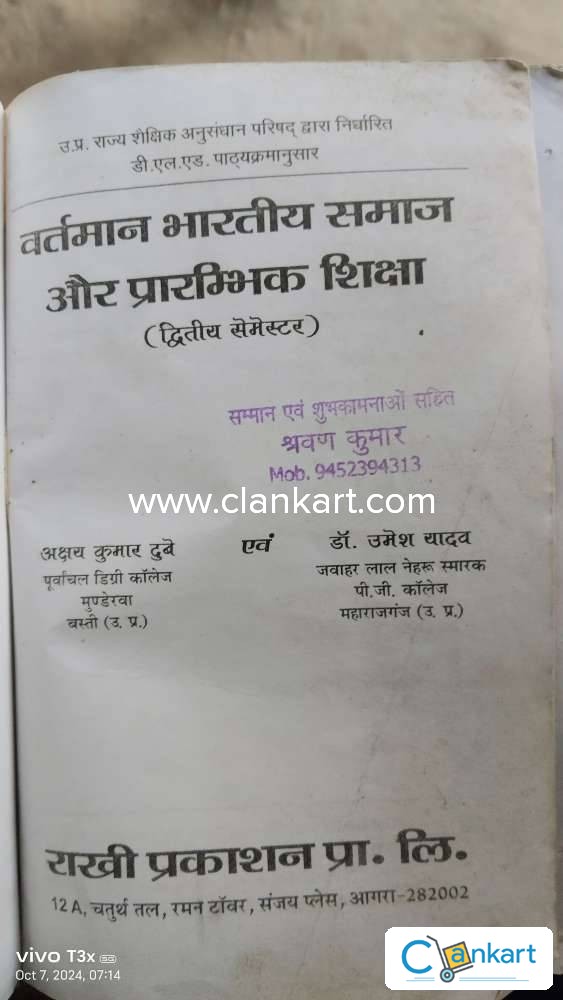 उ.प्र. राज्य शैक्षिक अनुसंधान परिषद् द्वारा निर्धारित
डी.एल.एड. पाठ्यक्रमानुसार
वर्तमान भारतीय समाज
और प्रारम्भिक शिक्षा
(द्वितीय सेमेस्टर)
सम्मान एवं शुभकामनाओं सहित
श्रवण कुमार
Mob. 9452394313
www.clankart.com
अक्षय कुमार दुबे
पूर्वांचल डिग्री कॉलेज
मुण्डेरवा
बस्ती (उ. प्र.)
एवं
डॉ. उमेश यादव
जवाहर लाल नेहरू स्मारक
पी.जी. कॉलेज
महाराजगंज (उ. प्र.)
राखी प्रकाशन प्रा. लि.
12 A, चतुर्थ तल, रमन टॉवर, संजय प्लेस, आगरा-282002
vivo T3x 5G
Oct 7, 2024, 07:14
Clankart